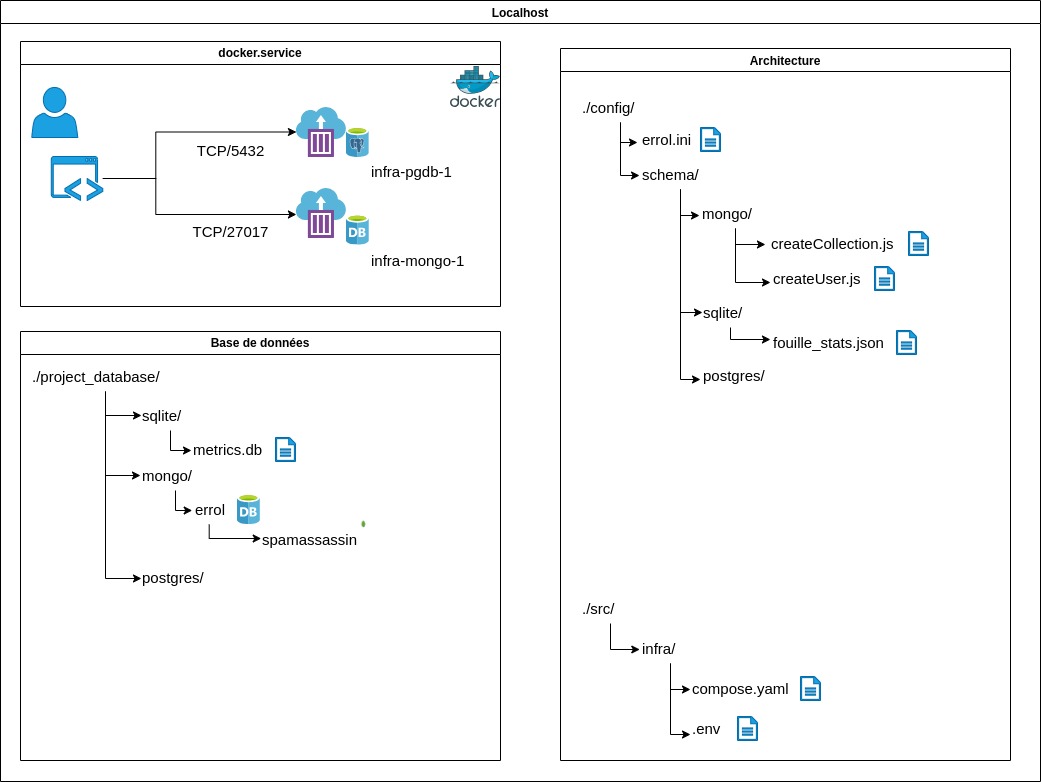 Localhost
docker.service
docker
TCP/5432
infra-pgdb-1
TCP/27017
DB
infra-mongo-1
Base de données
./project_database/
sqlite/
metrics.db
mongo/
errol
DB
spamassassin
postgres/
Architecture
./config/
errol.ini
schema/
mongo/
createCollection.js
createUser.js
sqlite/
fouille_stats.json
postgres/
./src/
infra/
compose.yaml
.env